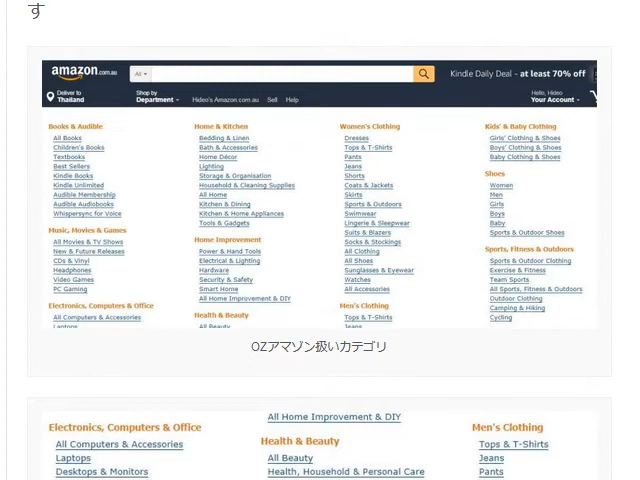 す
amazon.com.au
All
Kindle Daily Deal - at least 70% off
Deliver to
Thailand
Shop by
Department
Hideo's Amazon.com.au Sell Help
Hello, Hideo
Your Account
Books & Audible
All Books
Children's Books
Textbooks
Best Sellers
Kindle Books
Kindle Unlimited
Audible Membership
Audible Audiobooks
Whispersync for Voice
Music, Movies & Games
All Movies & TV Shows
New & Future Releases
CDs & Vinyl
Headphones
Video Games
PC Gaming
Electronics, Computers & Office
All Computers & Accessories
Laptops
Home & Kitchen
Bedding & Linen
Bath & Accessories
Home Décor
Lighting
Storage & Organisation
Household & Cleaning Supplies
All Home
Kitchen & Dining
Kitchen & Home Appliances
Tools & Gadgets
Home Improvement
Power & Hand Tools
Electrical & Lighting
Hardware
Security & Safety
Smart Home
All Home Improvement & DIY
Health & Beauty
All Beauty
Women's Clothing
Dresses
Tops & T-Shirts
Pants
Jeans
Shorts
Coats & Jackets
Skirts
Sports & Outdoors
Swimwear
Lingerie & Sleepwear
Suits & Blazers
Socks & Stockings
All Clothing
All Shoes
Sunglasses & Eyewear
Watches
All Accessories
Men's Clothing
Tops & T-Shirts
Jeans
Kids' & Baby Clothing
Girls' Clothing & Shoes
Boys' Clothing & Shoes
Baby Clothing & Shoes
Shoes
Women
Men
Girls
Boys
Baby
Sports & Outdoor Shoes
Sports, Fitness & Outdoors
Sports & Outdoor Clothing
Exercise & Fitness
Team Sports
All Sports, Fitness & Outdoors
Outdoor Clothing
Camping & Hiking
Cycling
OZアマゾン扱いカテゴリ
Electronics, Computers & Office
All Computers & Accessories
Laptops
Desktops & Monitors
All Home Improvement & DIY
Health & Beauty
All Beauty
Health, Household & Personal Care
Men's Clothing
Tops & T-Shirts
Jeans
Pants